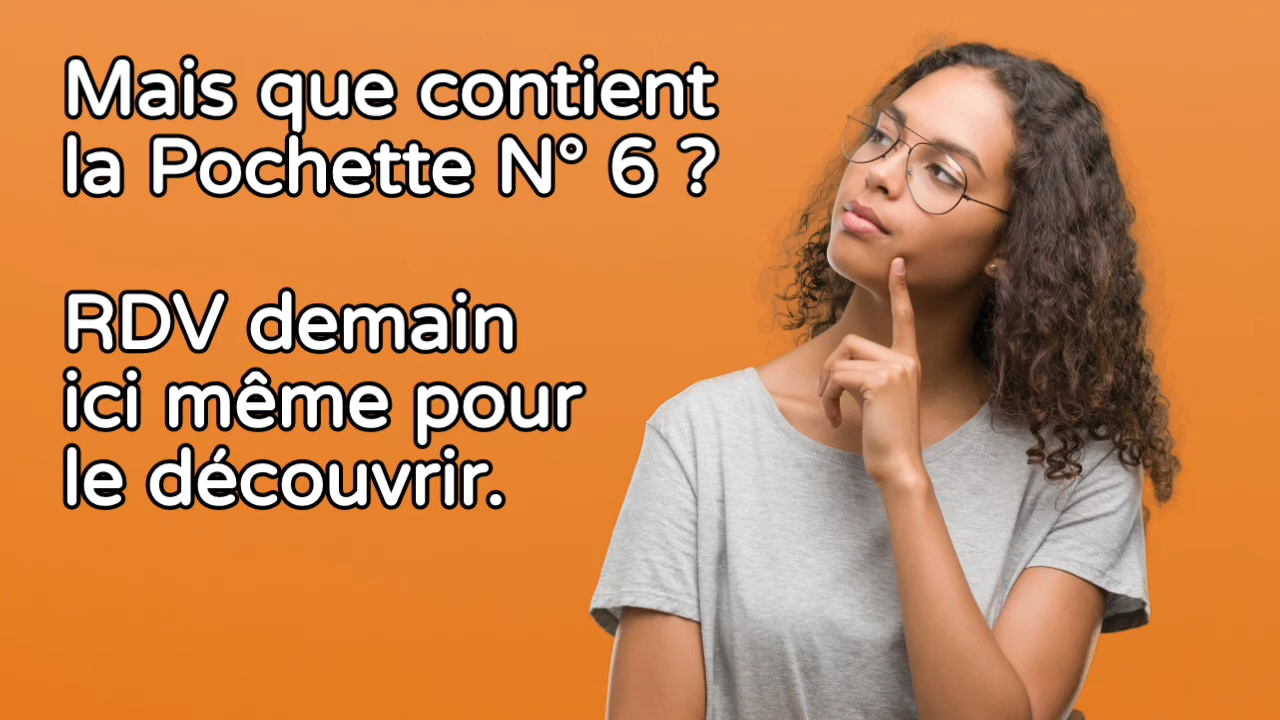 Mais que contient
la Pochette N° 6 ?
RDV demain
ici même pour
le découvrir.